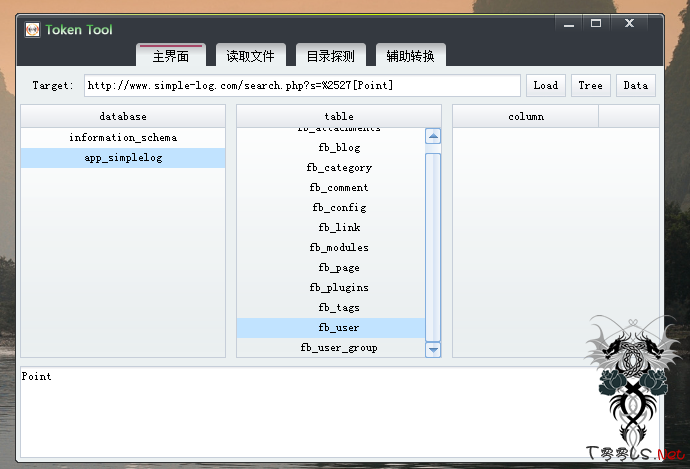 Token Tool
主界面 读取文件 目录探测 辅助转换
Target: http://www.simple-log.com/search.php?s=%2527[Point] Load Tree Data
database table column
information_schema
app_simplelog
fb_attachments
fb_blog
fb_category
fb_comment
fb_config
fb_link
fb_modules
fb_page
fb_plugins
fb_tags
fb_user
fb_user_group
Point